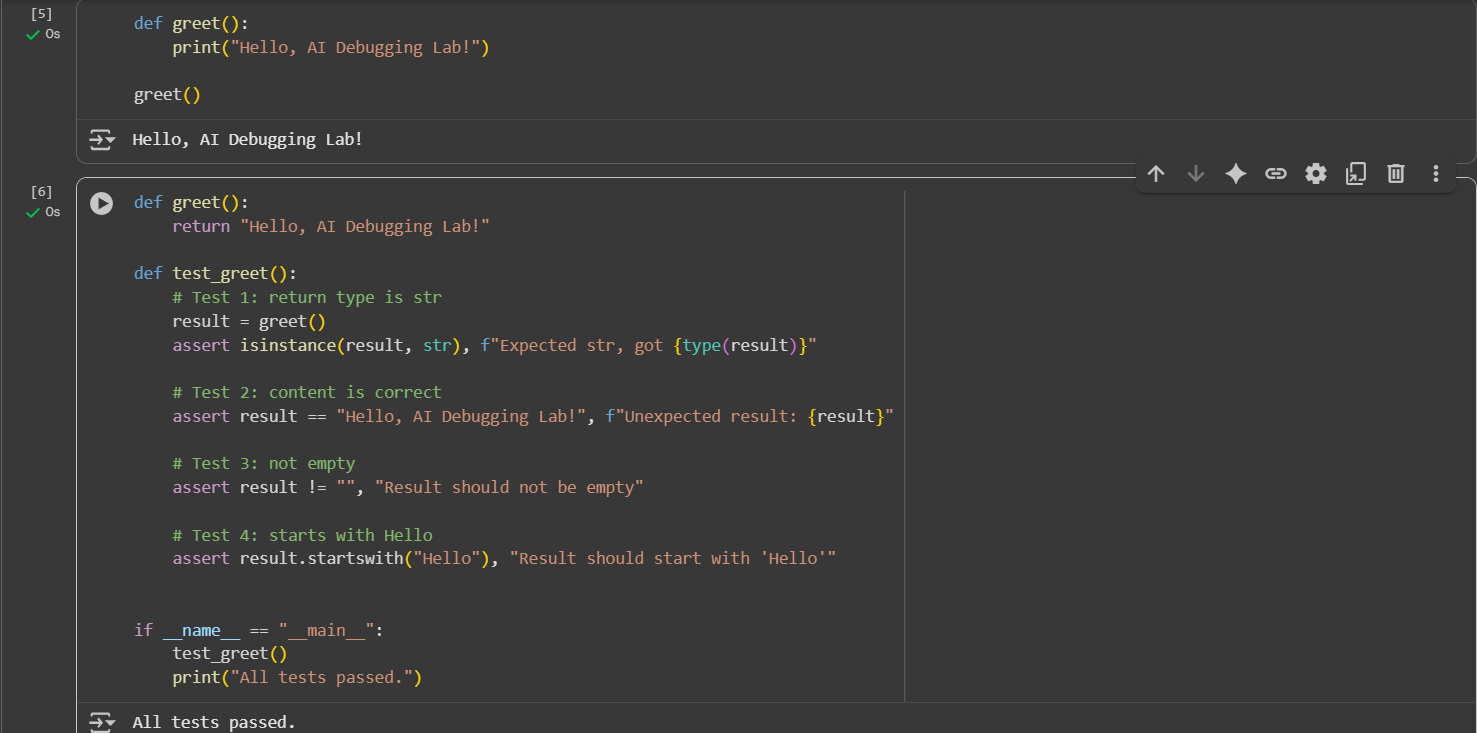 [5]
0s
def greet():
    print("Hello, AI Debugging Lab!")
greet()
Hello, AI Debugging Lab!
[6]
0s
def greet():
    return "Hello, AI Debugging Lab!"
def test_greet():
    # Test 1: return type is str
    result = greet()
    assert isinstance(result, str), f"Expected str, got {type(result)}"
    # Test 2: content is correct
    assert result == "Hello, AI Debugging Lab!", f"Unexpected result: {result}"
    # Test 3: not empty
    assert result != "", "Result should not be empty"
    # Test 4: starts with Hello
    assert result.startswith("Hello"), "Result should start with 'Hello'"
if __name__ == "__main__":
    test_greet()
    print("All tests passed.")
All tests passed.